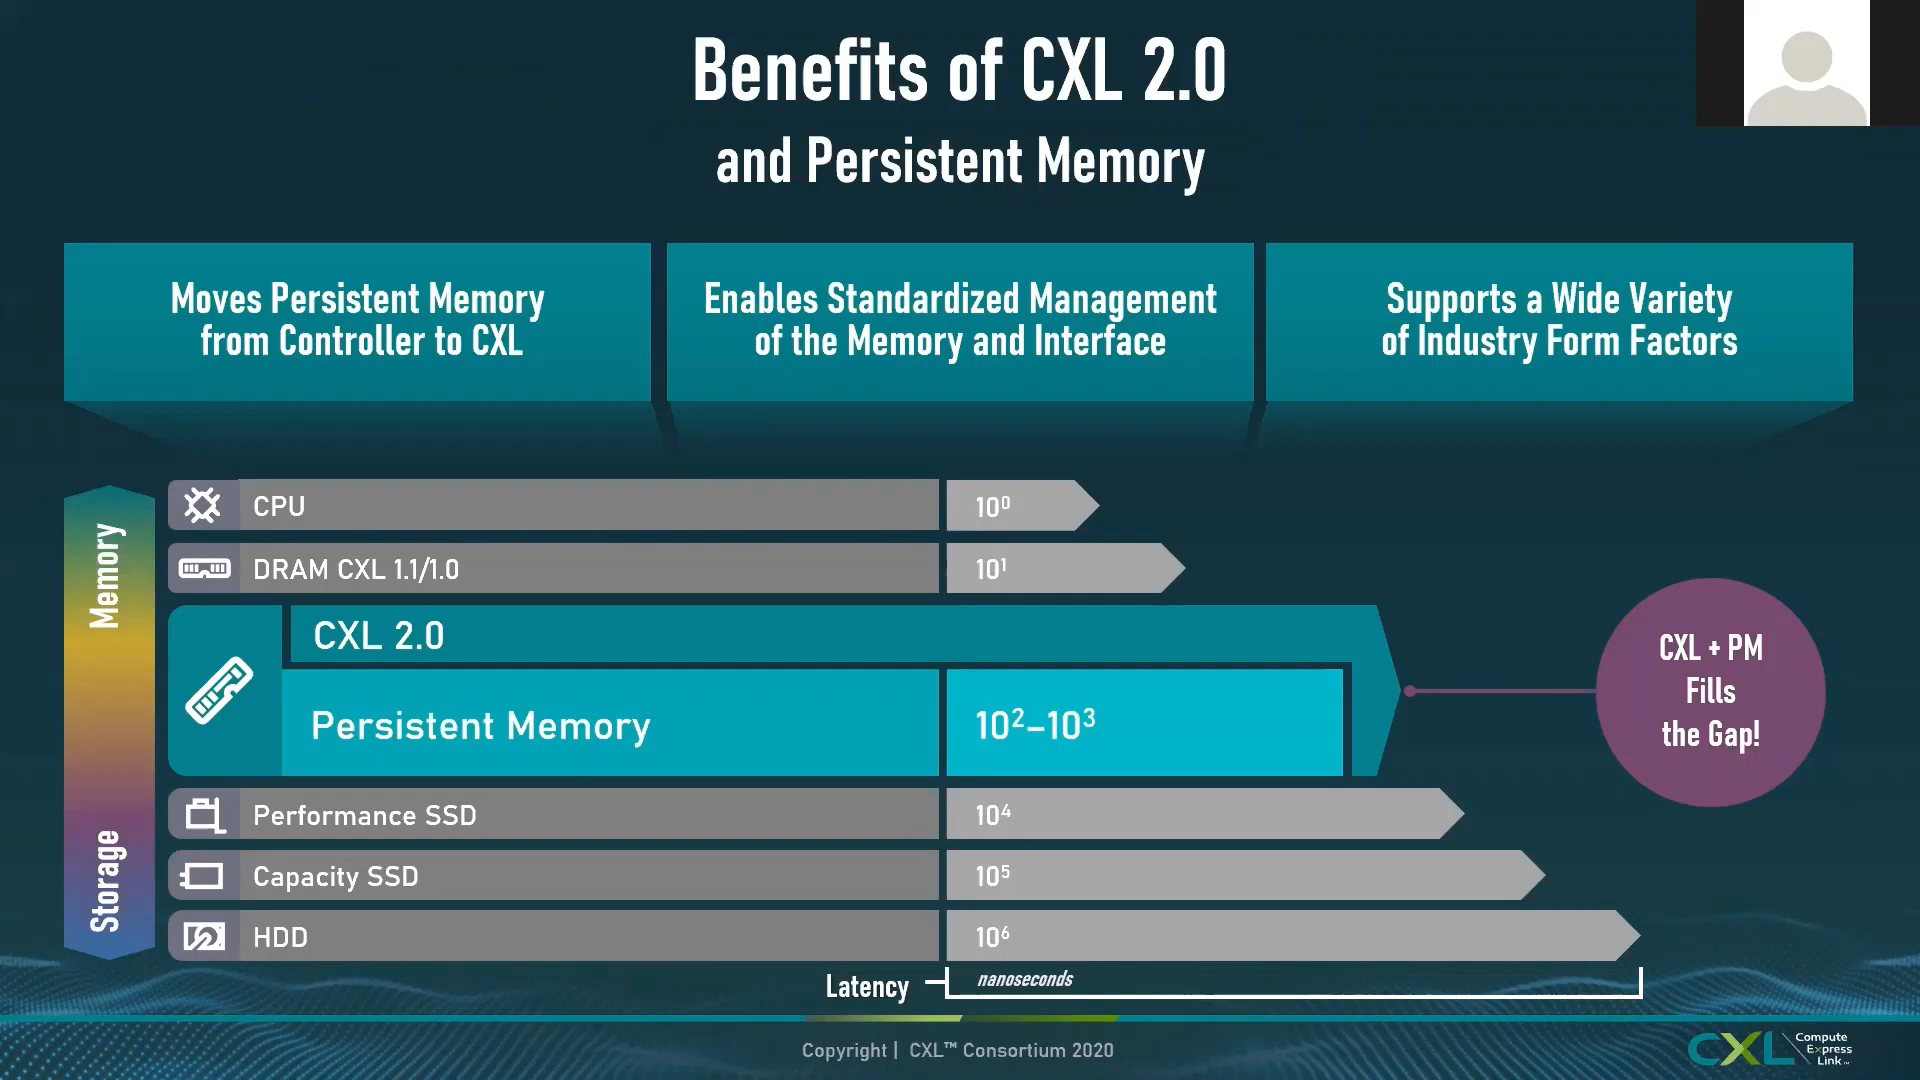 Benefits of CXL 2.0
and Persistent Memory
Moves Persistent Memory
from Controller to CXL
Enables Standardized Management
of the Memory and Interface
Supports a Wide Variety
of Industry Form Factors
Memory
Storage
CPU
10⁰
DRAM CXL 1.1/1.0
10¹
CXL 2.0
Persistent Memory
10²–10³
CXL + PM
Fills
the Gap!
Performance SSD
10⁴
Capacity SSD
10⁵
HDD
10⁶
Latency
nanoseconds
Copyright | CXL™ Consortium 2020
CXL
Compute
Express
Link™